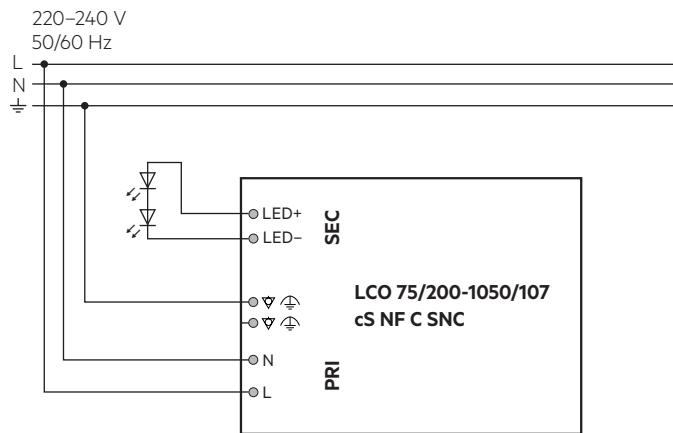 220–240 V
50/60 Hz
L
N
LED+
LED–
SEC
LCO 75/200-1050/107
cS NF C SNC
N
PRI
L